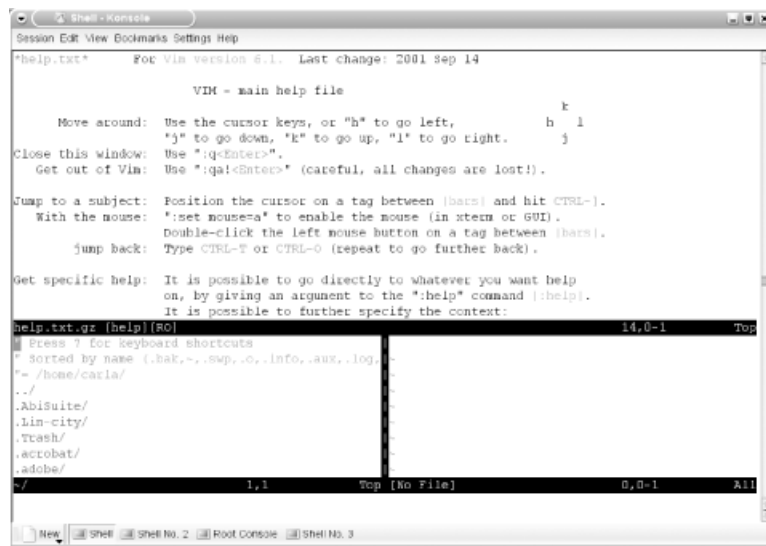 Shell - Konsole
Session Edit View Bookmarks Settings Help
*help.txt* For Vim version 6.1. Last change: 2001 Sep 14
VIM - main help file
k
Move around: Use the cursor keys, or "h" to go left, h l
"j" to go down, "k" to go up, "l" to go right. j
Close this window: Use ":q<Enter>".
Get out of Vim: Use ":qa!<Enter>" (careful, all changes are lost!).
Jump to a subject: Position the cursor on a tag between |bars| and hit CTRL-].
With the mouse: ":set mouse=a" to enable the mouse (in xterm or GUI).
Double-click the left mouse button on a tag between |bars|.
jump back: Type CTRL-T or CTRL-O (repeat to go further back).
Get specific help: It is possible to go directly to whatever you want help
on, by giving an argument to the ":help" command |:help|.
It is possible to further specify the context:
help.txt.gz [help][RO] 14,0-1 Top
" Press ? for keyboard shortcuts
" Sorted by name (.bak,~,.swp,.o,.info,.aux,.log,
"= /home/carla/
../
.AbiSuite/
.Lin-city/
.Trash/
.acrobat/
.adobe/
~/ 1,1 Top [No File] 0,0-1 All
New Shell Shell No. 2 Root Console Shell No. 3